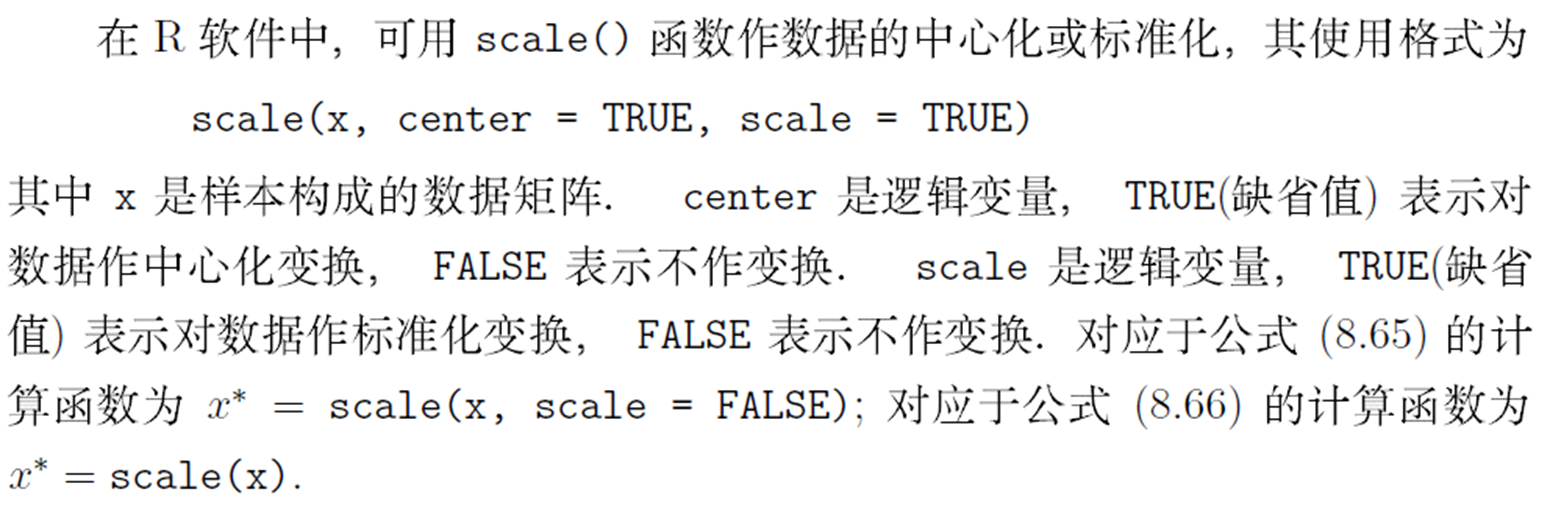 在 R 软件中, 可用 scale() 函数作数据的中心化或标准化, 其使用格式为
scale(x, center = TRUE, scale = TRUE)
其中 x 是样本构成的数据矩阵. center 是逻辑变量, TRUE(缺省值) 表示对
数据作中心化变换, FALSE 表示不作变换. scale 是逻辑变量, TRUE(缺省
值) 表示对数据作标准化变换, FALSE 表示不作变换. 对应于公式 (8.65) 的计
算函数为 x* = scale(x, scale = FALSE); 对应于公式 (8.66) 的计算函数为
x* = scale(x).